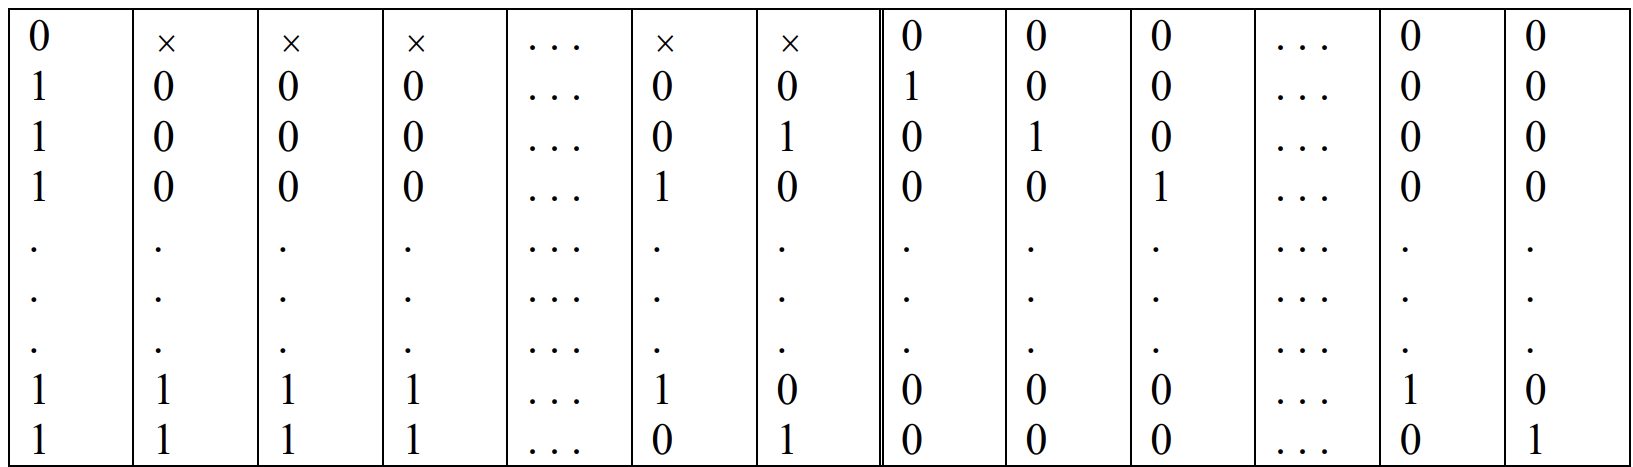 0 × × × ... × × 0 0 0 ... 0 0
1 0 0 0 ... 0 0 1 0 0 ... 0 0
1 0 0 0 ... 0 1 0 1 0 ... 0 0
1 0 0 0 ... 1 0 0 0 1 ... 0 0
. . . . ... . . . . . ... . .
. . . . ... . . . . . ... . .
. . . . ... . . . . . ... . .
1 1 1 1 ... 1 0 0 0 0 ... 1 0
1 1 1 1 ... 0 1 0 0 0 ... 0 1